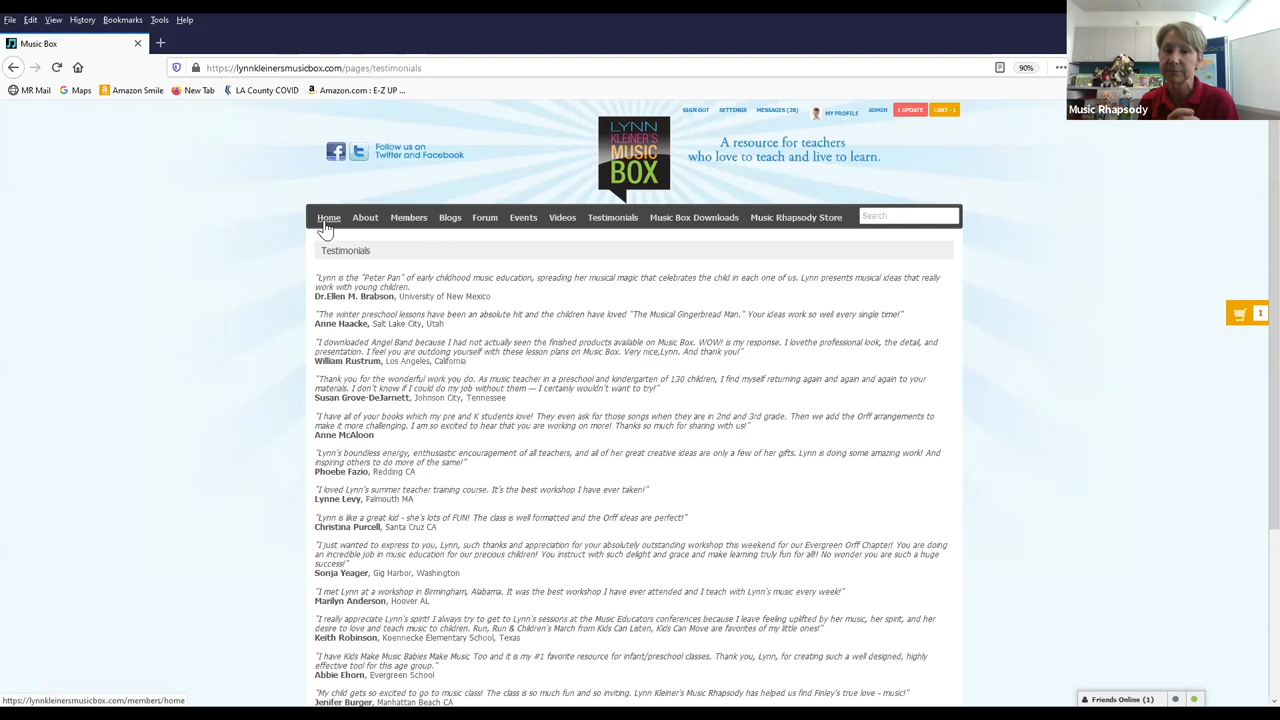 File Edit View History Bookmarks Tools Help
Music Box
https://lynnkleinersmusicbox.com/pages/testimonials
90%
MR Mail Maps Amazon Smile New Tab LA County COVID Amazon.com : E-Z UP ...
Music Rhapsody
SIGN OUT SETTINGS MESSAGES (28) MY PROFILE ADMIN 1 UPDATE CART - 1
Follow us on
Twitter and Facebook
LYNN
KLEINER'S
MUSIC
BOX
A resource for teachers
who love to teach and live to learn.
Home About Members Blogs Forum Events Videos Testimonials Music Box Downloads Music Rhapsody Store Search
Testimonials
"Lynn is the "Peter Pan" of early childhood music education, spreading her musical magic that celebrates the child in each one of us. Lynn presents musical ideas that really
work with young children.
Dr.Ellen M. Brabson, University of New Mexico
"The winter preschool lessons have been an absolute hit and the children have loved "The Musical Gingerbread Man." Your ideas work so well every single time!"
Anne Haacke, Salt Lake City, Utah
"I downloaded Angel Band because I had not actually seen the finished products available on Music Box. WOW! is my response. I lovethe professional look, the detail, and
presentation. I feel you are outdoing yourself with these lesson plans on Music Box. Very nice,Lynn. And thank you!"
William Rustrum, Los Angeles, California
"Thank you for the wonderful work you do. As music teacher in a preschool and kindergarten of 130 children, I find myself returning again and again and again to your
materials. I don't know if I could do my job without them — I certainly wouldn't want to try!"
Susan Grove-DeJarnett, Johnson City, Tennessee
"I have all of your books which my pre and K students love! They even ask for those songs when they are in 2nd and 3rd grade. Then we add the Orff arrangements to
make it more challenging. I am so excited to hear that you are working on more! Thanks so much for sharing with us!"
Anne McAloon
"Lynn's boundless energy, enthusiastic encouragement of all teachers, and all of her great creative ideas are only a few of her gifts. Lynn is doing some amazing work! And
inspiring others to do more of the same!"
Phoebe Fazio, Redding CA
"I loved Lynn's summer teacher training course. It's the best workshop I have ever taken!"
Lynne Levy, Falmouth MA
"Lynn is like a great kid - she's lots of FUN! The class is well formatted and the Orff ideas are perfect!"
Christina Purcell, Santa Cruz CA
"I just wanted to express to you, Lynn, such thanks and appreciation for your absolutely outstanding workshop this weekend for our Evergreen Orff Chapter! You are doing
an incredible job in music education for our precious children! You instruct with such delight and grace and make learning truly fun for all!! No wonder you are such a huge
success!"
Sonja Yeager, Gig Harbor, Washington
"I met Lynn at a workshop in Birmingham, Alabama. It was the best workshop I have ever attended and I teach with Lynn's music every week!"
Marilyn Anderson, Hoover AL
"I really appreciate Lynn's spirit! I always try to get to Lynn's sessions at the Music Educators conferences because I leave feeling uplifted by her music, her spirit, and her
desire to love and teach music to children. Run, Run & Children's March from Kids Can Listen, Kids Can Move are favorites of my little ones!"
Keith Robinson, Koennecke Elementary School, Texas
"I have Kids Make Music Babies Make Music Too and it is my #1 favorite resource for infant/preschool classes. Thank you, Lynn, for creating such a well designed, highly
effective tool for this age group."
Abbie Ehorn, Evergreen School
"My child gets so excited to go to music class! The class is so much fun and so inviting. Lynn Kleiner's Music Rhapsody has helped us find Finley's true love - music!"
Jenifer Burger, Manhattan Beach CA
1
https://lynnkleinersmusicbox.com/members/home
Friends Online (1)